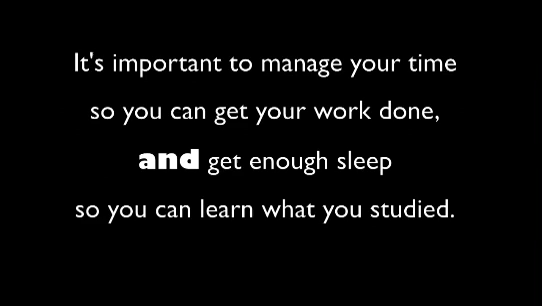 It's important to manage your time
so you can get your work done,
and get enough sleep
so you can learn what you studied.